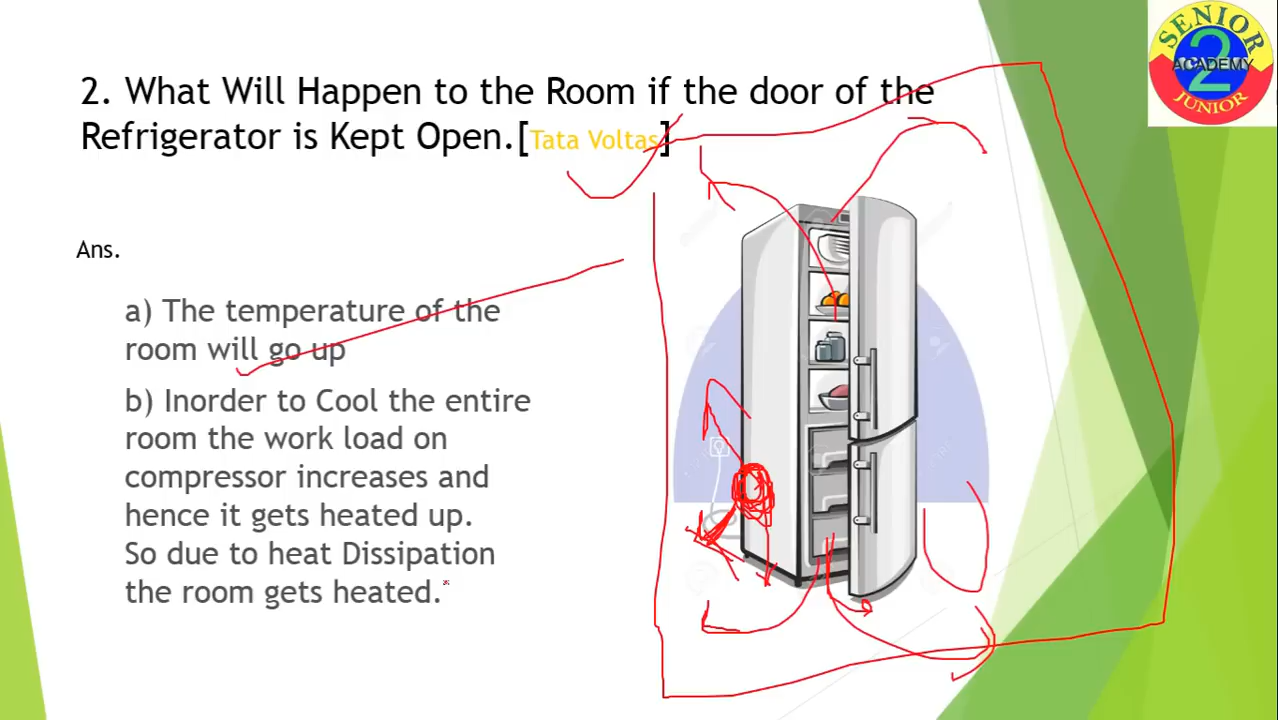 2. What Will Happen to the Room if the door of the
Refrigerator is Kept Open.[Tata Voltas]
Ans.
a) The temperature of the
room will go up
b) Inorder to Cool the entire
room the work load on
compressor increases and
hence it gets heated up.
So due to heat Dissipation
the room gets heated.
SENIOR
2
ACADEMY
JUNIOR